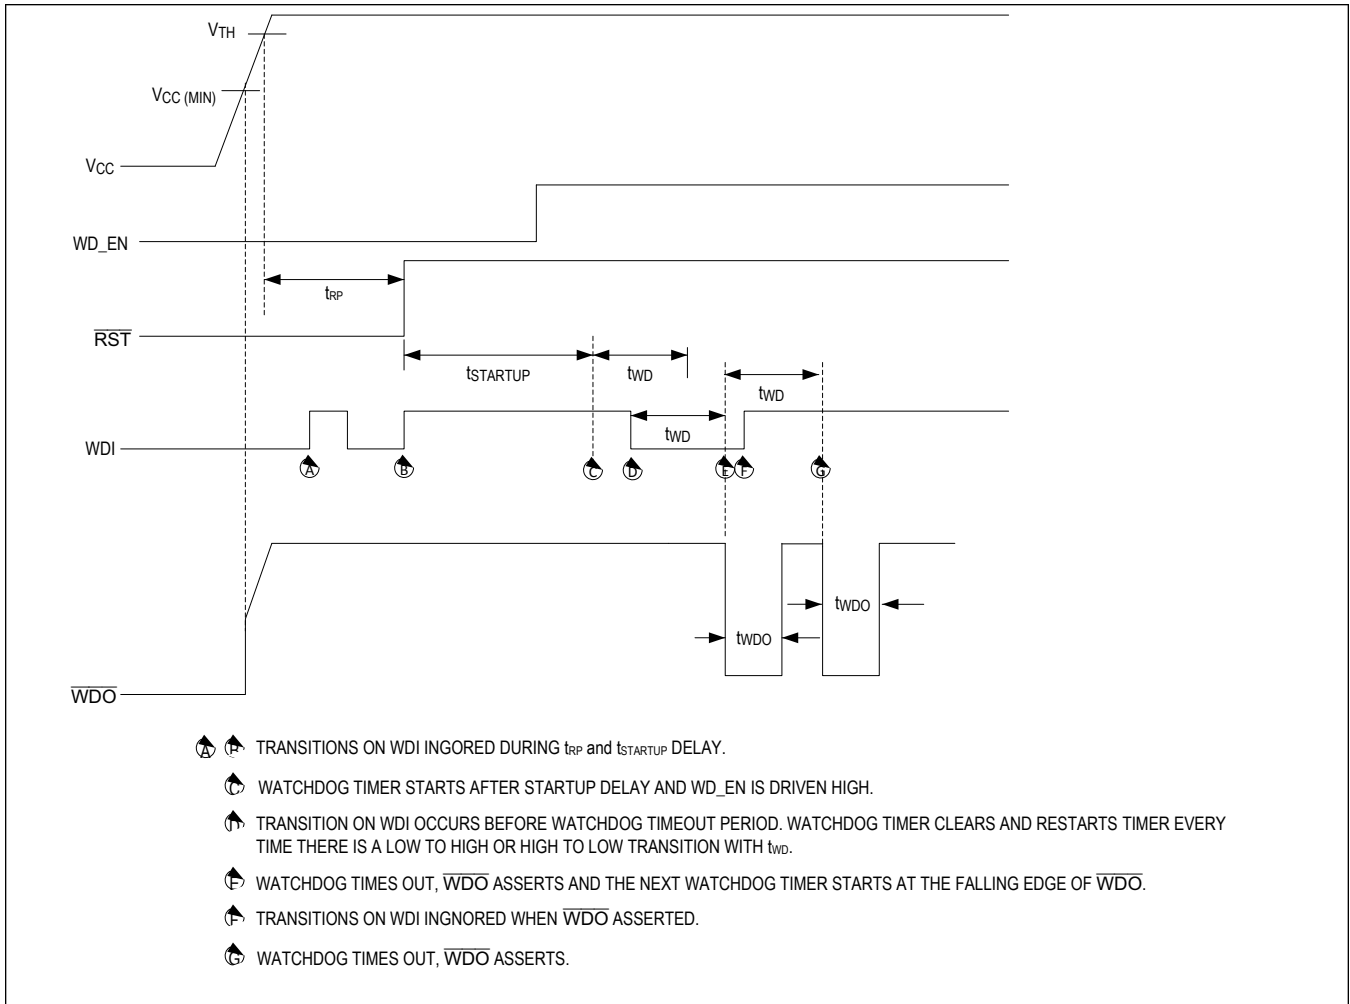 VTH
VCC (MIN)
VCC
WD_EN
tRP
RST
tSTARTUP
tWD
tWD
tWD
WDI
A
B
C
D
E
F
G
tWDO
tWDO
WDO
A TRANSITIONS ON WDI INGORED DURING tRP and tSTARTUP DELAY.
C WATCHDOG TIMER STARTS AFTER STARTUP DELAY AND WD_EN IS DRIVEN HIGH.
TRANSITION ON WDI OCCURS BEFORE WATCHDOG TIMEOUT PERIOD. WATCHDOG TIMER CLEARS AND RESTARTS TIMER EVERY
TIME THERE IS A LOW TO HIGH OR HIGH TO LOW TRANSITION WITH tWD.
WATCHDOG TIMES OUT, WDO ASSERTS AND THE NEXT WATCHDOG TIMER STARTS AT THE FALLING EDGE OF WDO.
F TRANSITIONS ON WDI INGNORED WHEN WDO ASSERTED.
G WATCHDOG TIMES OUT, WDO ASSERTS.